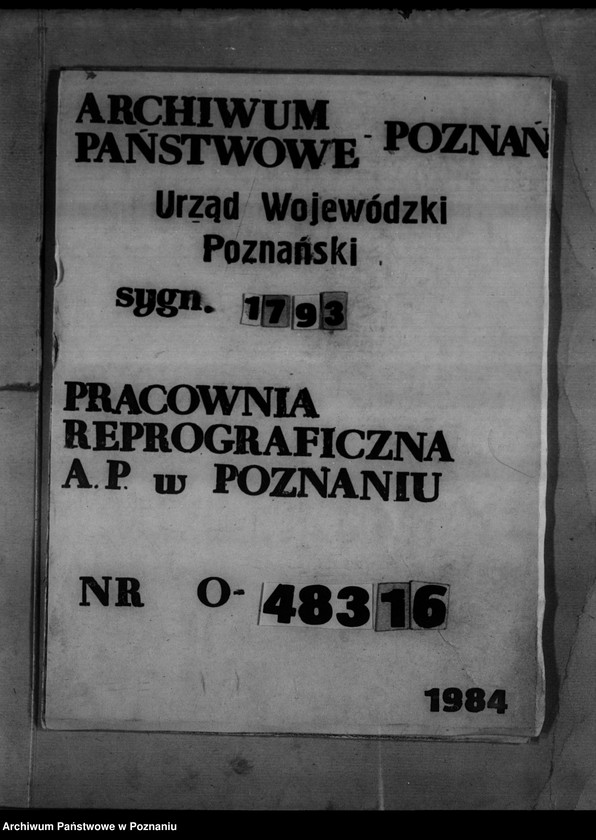 ARCHIWUM
PAŃSTWOWE - POZNAŃ
Urząd Wojewódzki
Poznański
sygn. 1793
PRACOWNIA
REPROGRAFICZNA
A.P. w POZNANIU
NR O-48316
1984
Archiwum Państwowe w Poznaniu